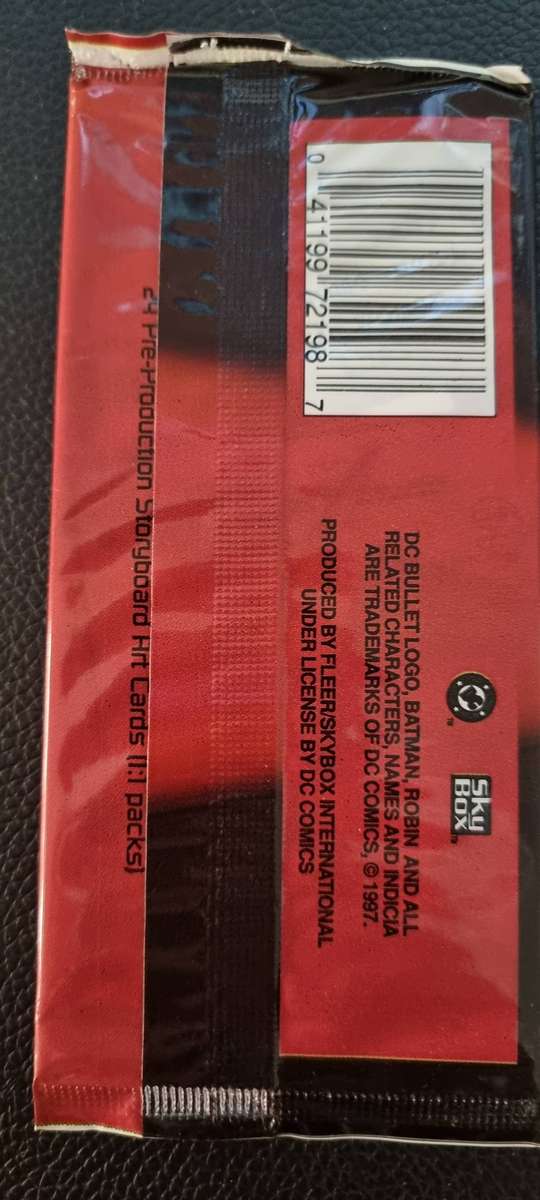 0 41199 72198 7
Sky
Box™
DC BULLET LOGO, BATMAN, ROBIN AND ALL
RELATED CHARACTERS, NAMES AND INDICIA
ARE TRADEMARKS OF DC COMICS, © 1997.
PRODUCED BY FLEER/SKYBOX INTERNATIONAL
UNDER LICENSE BY DC COMICS
24 Pre-Production Storyboard Art Cards (1:1 packs)